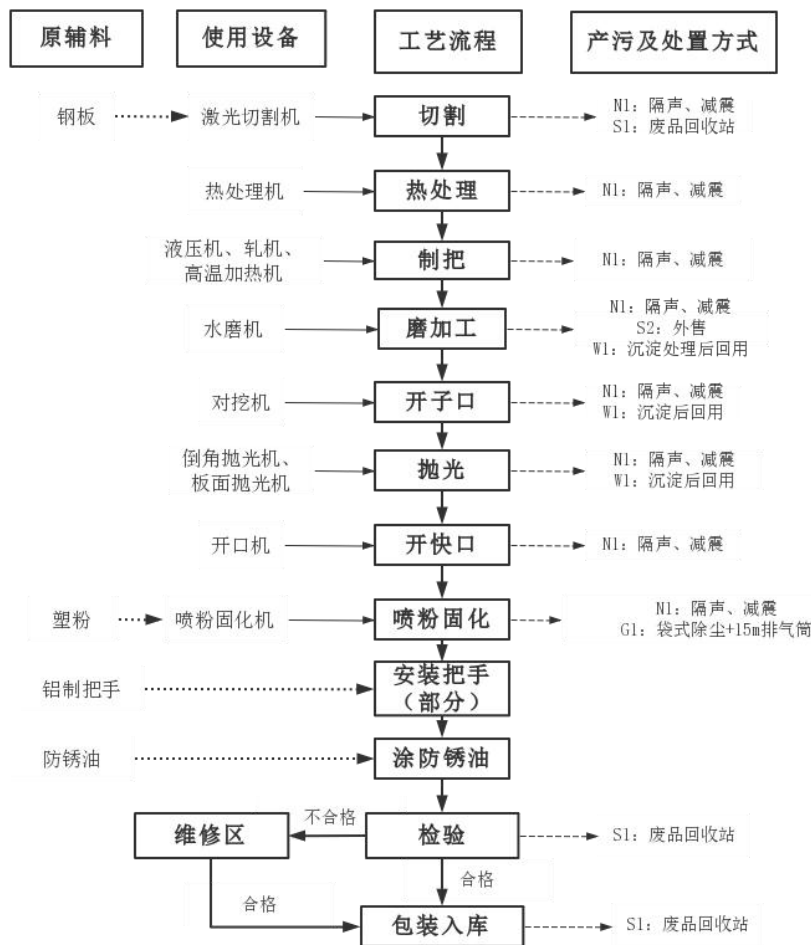 原辅料
使用设备
工艺流程
产污及处置方式
钢板
激光切割机
切割
N1：隔声、减震
S1：废品回收站
热处理机
热处理
N1：隔声、减震
液压机、轧机、
高温加热机
制把
N1：隔声、减震
水磨机
磨加工
N1：隔声、减震
S2：外售
W1：沉淀处理后回用
对挖机
开子口
N1：隔声、减震
W1：沉淀后回用
倒角抛光机、
板面抛光机
抛光
N1：隔声、减震
W1：沉淀后回用
开口机
开快口
N1：隔声、减震
塑粉
喷粉固化机
喷粉固化
N1：隔声、减震
G1：袋式除尘+15m排气筒
铝制把手
安装把手
（部分）
防锈油
涂防锈油
维修区
不合格
检验
S1：废品回收站
合格
合格
包装入库
S1：废品回收站